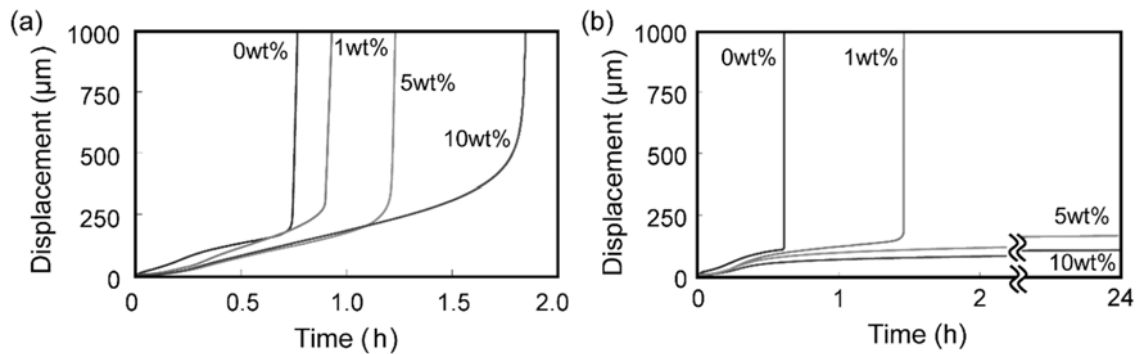 (a)
1000
750
500
250
0
Displacement (μm)
0wt%
1wt%
5wt%
10wt%
0
0.5
1.0
1.5
2.0
Time (h)
(b)
1000
750
500
250
0
Displacement (μm)
0wt%
1wt%
5wt%
10wt%
0
1
2
24
Time (h)